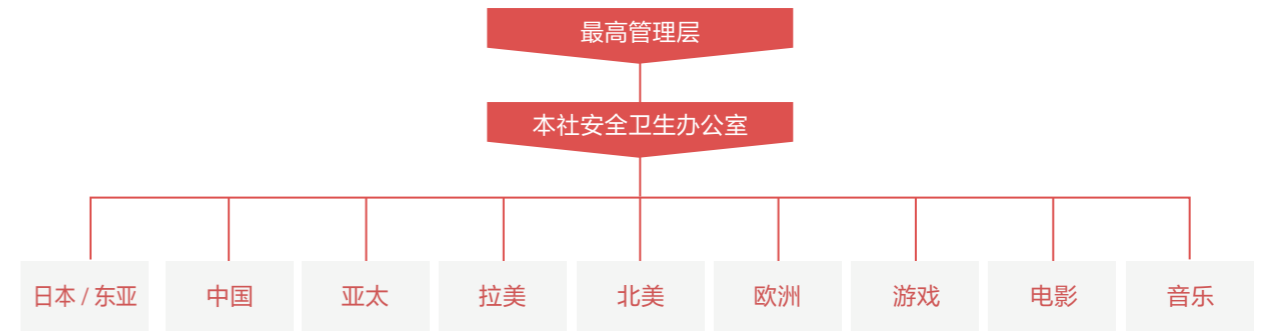 最高管理层
本社安全卫生办公室
日本 / 东亚
中国
亚太
拉美
北美
欧洲
游戏
电影
音乐